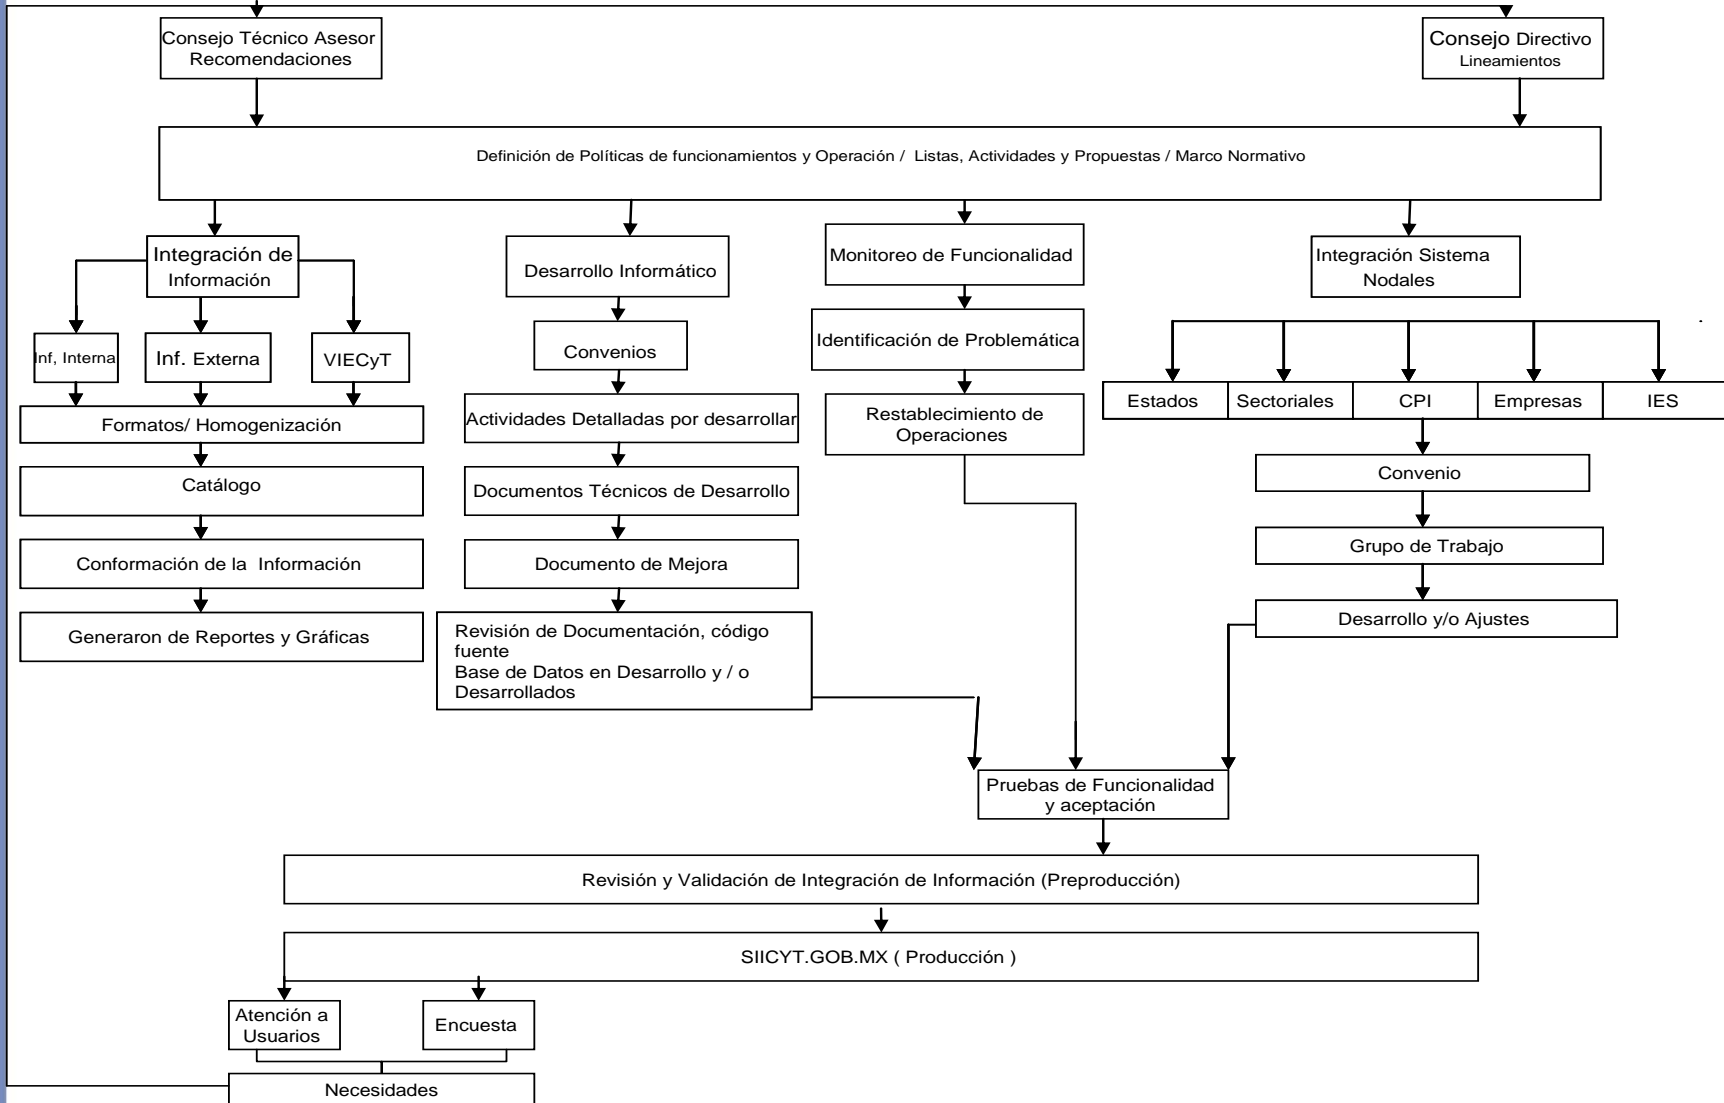 Consejo Técnico Asesor
Recomendaciones
Consejo Directivo
Lineamientos
Definición de Políticas de funcionamientos y Operación / Listas, Actividades y Propuestas / Marco Normativo
Integración de
Información
Desarrollo Informático
Monitoreo de Funcionalidad
Integración Sistema
Nodales
Inf, Interna
Inf. Externa
VIECyT
Convenios
Identificación de Problemática
Estados
Sectoriales
CPI
Empresas
IES
Formatos/ Homogenización
Actividades Detalladas por desarrollar
Restablecimiento de
Operaciones
Catálogo
Documentos Técnicos de Desarrollo
Convenio
Conformación de la Información
Documento de Mejora
Grupo de Trabajo
Generaron de Reportes y Gráficas
Revisión de Documentación, código
fuente
Base de Datos en Desarrollo y / o
Desarrollados
Desarrollo y/o Ajustes
Pruebas de Funcionalidad
y aceptación
Revisión y Validación de Integración de Información (Preproducción)
SIICYT.GOB.MX ( Producción )
Atención a
Usuarios
Encuesta
Necesidades